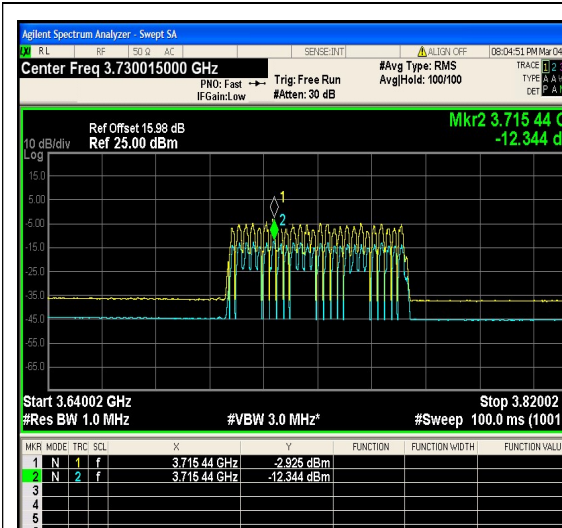 Agilent Spectrum Analyzer - Swept SA
RL RF 50 Ω AC SENSE:INT ALIGN OFF 08:04:51 PM Mar 04
Center Freq 3.730015000 GHz
PNO: Fast
IFGain:Low
Trig: Free Run
#Atten: 30 dB
#Avg Type: RMS
Avg|Hold: 100/100
TRACE 1 2
TYPE A
DET P A
Mkr2 3.715 44
-12.344 d
Ref Offset 15.98 dB
10 dB/div Ref 25.00 dBm
Log
15.0
5.00
-5.00
-15.0
-25.0
-35.0
-45.0
-55.0
-65.0
1
2
Start 3.64002 GHz Stop 3.82002
#Res BW 1.0 MHz #VBW 3.0 MHz* #Sweep 100.0 ms (1001
MKR MODE TRC SCL X Y FUNCTION FUNCTION WIDTH FUNCTION VALU
1 N 1 f 3.715 44 GHz -2.925 dBm
2 N 2 f 3.715 44 GHz -12.344 dBm
3
4
5